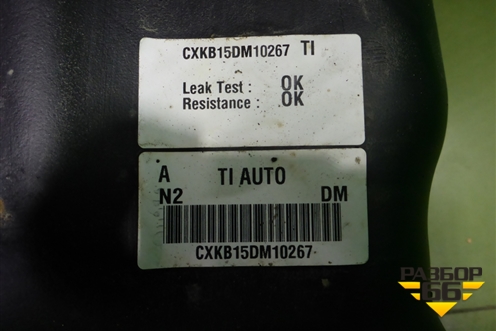 CXKB15DM10267 TI
Leak Test : OK
Resistance : OK
A TI AUTO
N2 DM
CXKB15DM10267
РАЗБОР
66